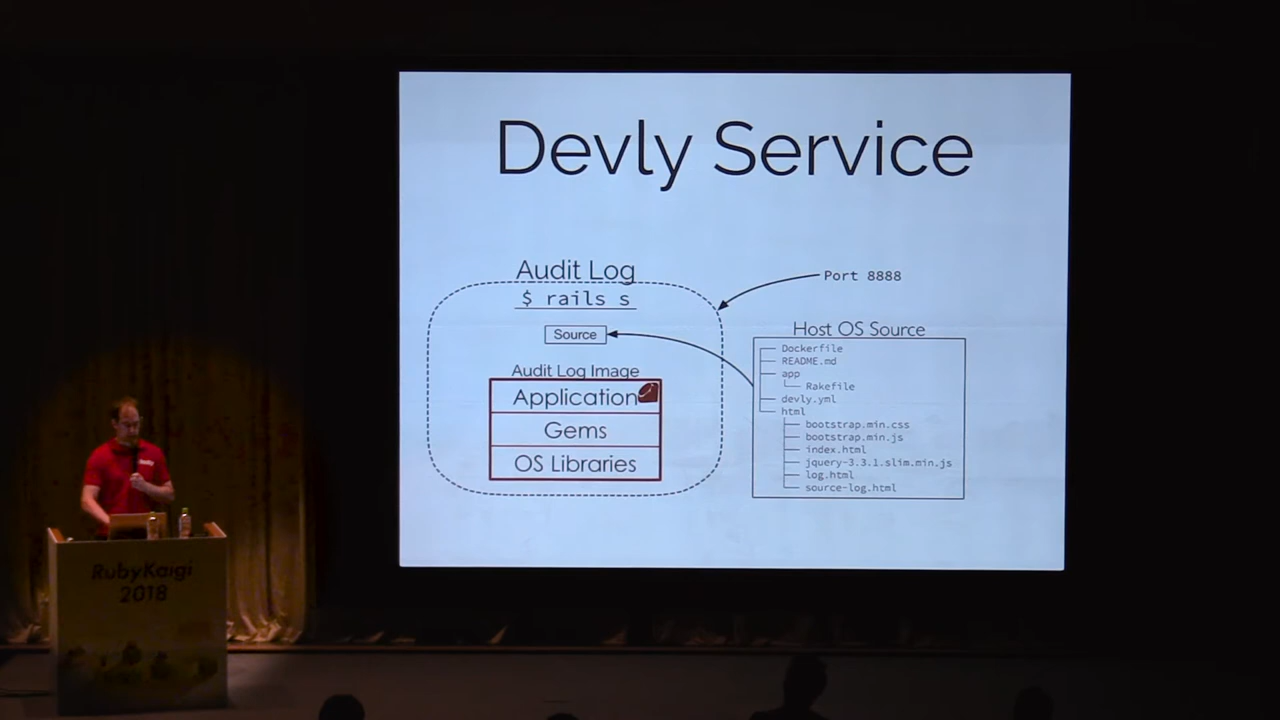 Devly Service
Audit Log
$ rails s
Source
Audit Log Image
Application
Gems
OS Libraries
Port 8888
Host OS Source
Dockerfile
README.md
app
Rakefile
devly.yml
html
bootstrap.min.css
bootstrap.min.js
index.html
jquery-3.3.1.slim.min.js
log.html
source-log.html
RubyKaigi
2018